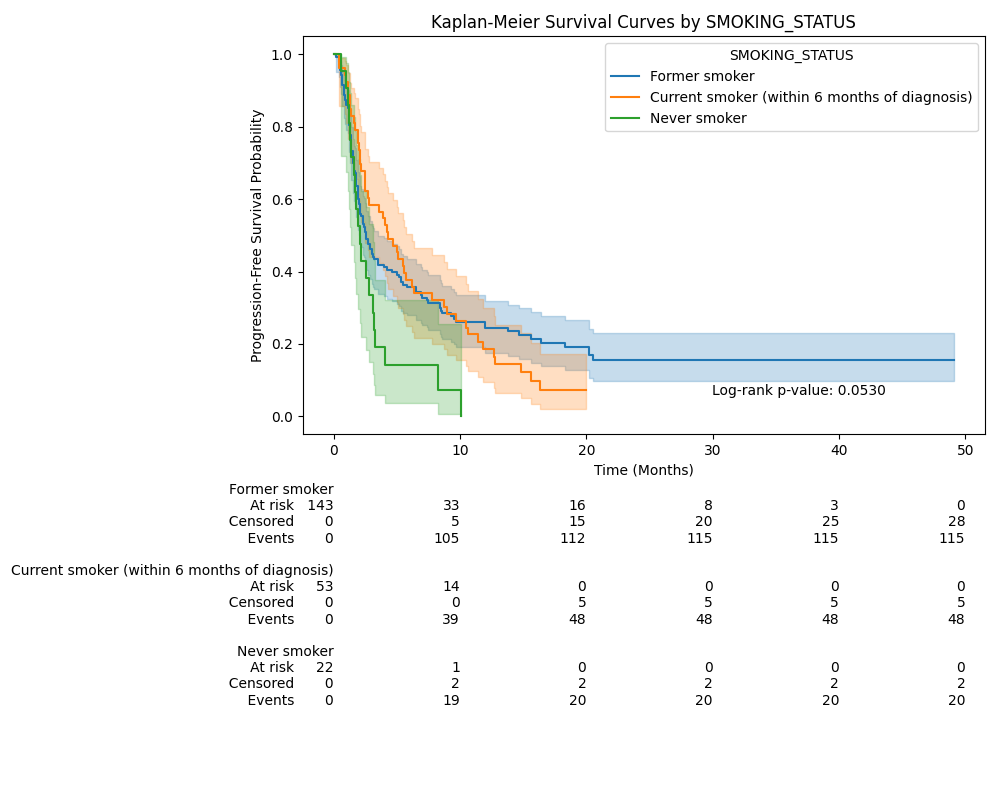 Kaplan-Meier Survival Curves by SMOKING_STATUS
SMOKING_STATUS
Former smoker
Current smoker (within 6 months of diagnosis)
Never smoker
Progression-Free Survival Probability
1.0
0.8
0.6
0.4
0.2
0.0
Log-rank p-value: 0.0530
0 10 20 30 40 50
Time (Months)
Former smoker
At risk 143 33 16 8 3 0
Censored 0 5 15 20 25 28
Events 0 105 112 115 115 115
Current smoker (within 6 months of diagnosis)
At risk 53 14 0 0 0 0
Censored 0 0 5 5 5 5
Events 0 39 48 48 48 48
Never smoker
At risk 22 1 0 0 0 0
Censored 0 2 2 2 2 2
Events 0 19 20 20 20 20